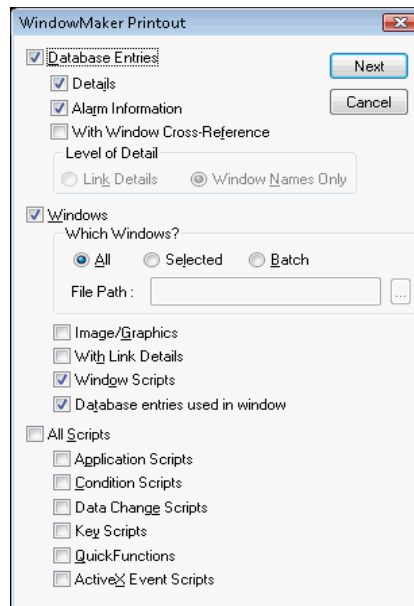 WindowMaker Printout
Database Entries
Next
Details
Cancel
Alarm Information
With Window Cross-Reference
Level of Detail
Link Details Window Names Only
Windows
Which Windows?
All Selected Batch
File Path :
...
Image/Graphics
With Link Details
Window Scripts
Database entries used in window
All Scripts
Application Scripts
Condition Scripts
Data Change Scripts
Key Scripts
QuickFunctions
ActiveX Event Scripts